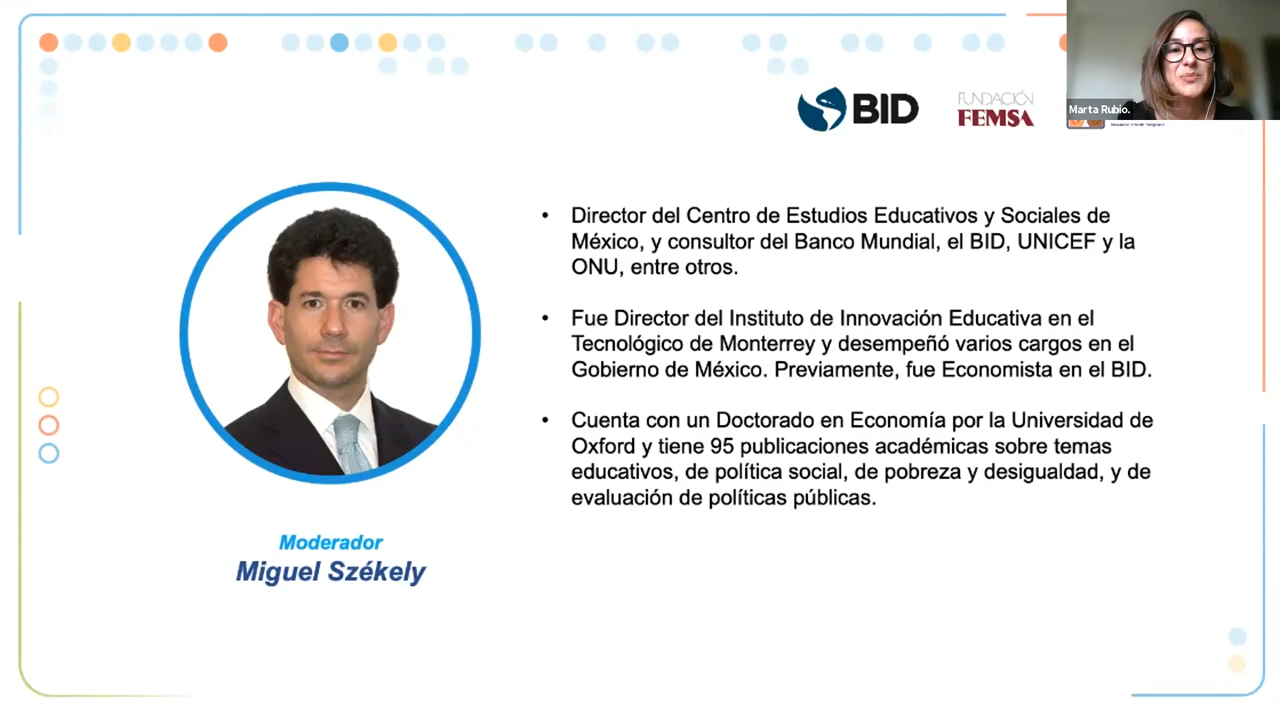 BID
FUNDACIÓN
FEMSA
Marta Rubio.
• Director del Centro de Estudios Educativos y Sociales de
México, y consultor del Banco Mundial, el BID, UNICEF y la
ONU, entre otros.
• Fue Director del Instituto de Innovación Educativa en el
Tecnológico de Monterrey y desempeñó varios cargos en el
Gobierno de México. Previamente, fue Economista en el BID.
• Cuenta con un Doctorado en Economía por la Universidad de
Oxford y tiene 95 publicaciones académicas sobre temas
educativos, de política social, de pobreza y desigualdad, y de
evaluación de políticas públicas.
Moderador
Miguel Székely